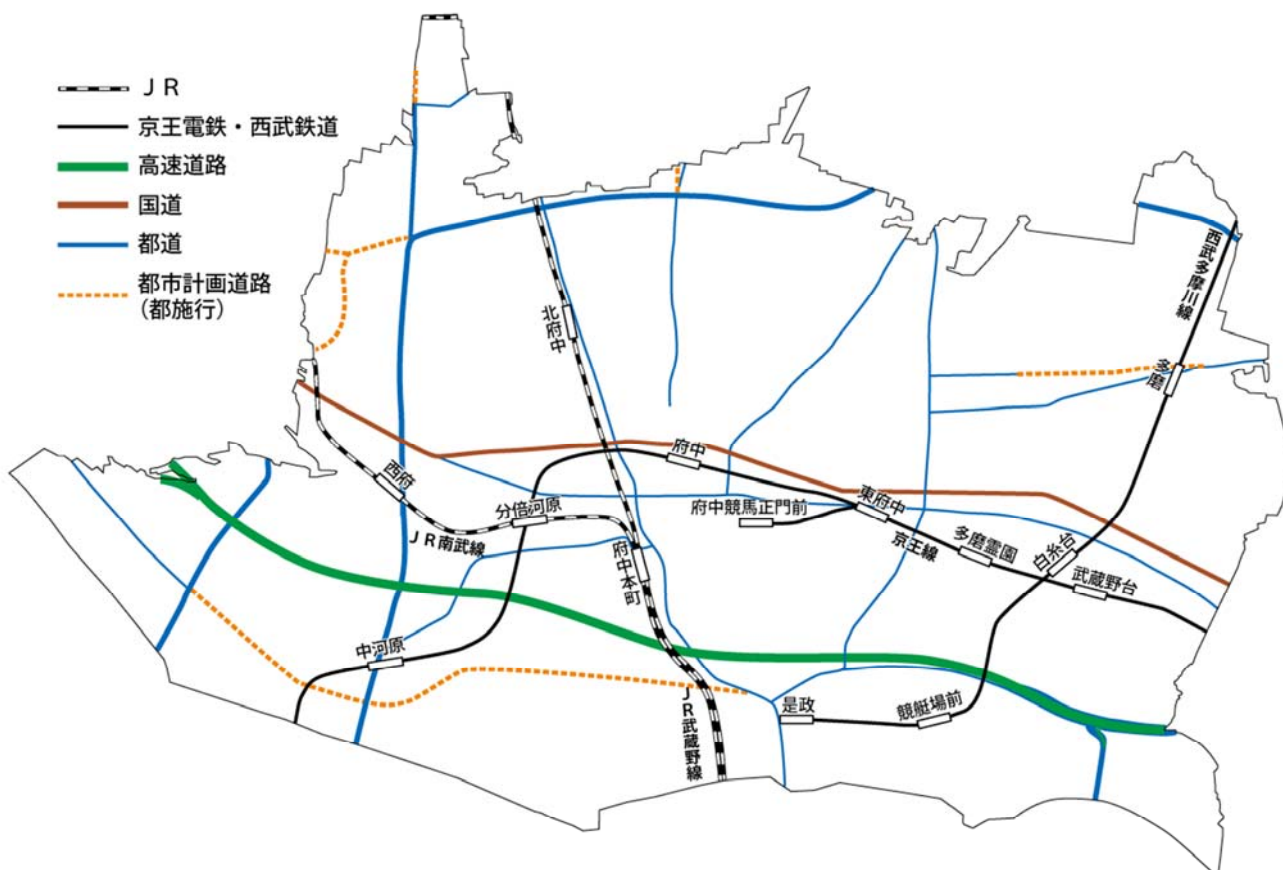 ＪＲ
京王電鉄・西武鉄道
高速道路
国道
都道
都市計画道路
（都施行）
西武多摩川線
北府中
多磨
府中
西府
分倍河原
府中競馬正門前
東府中
ＪＲ南武線
京王線
多磨霊園
白糸台
府中本町
武蔵野台
中河原
是政
競艇場前
ＪＲ武蔵野線